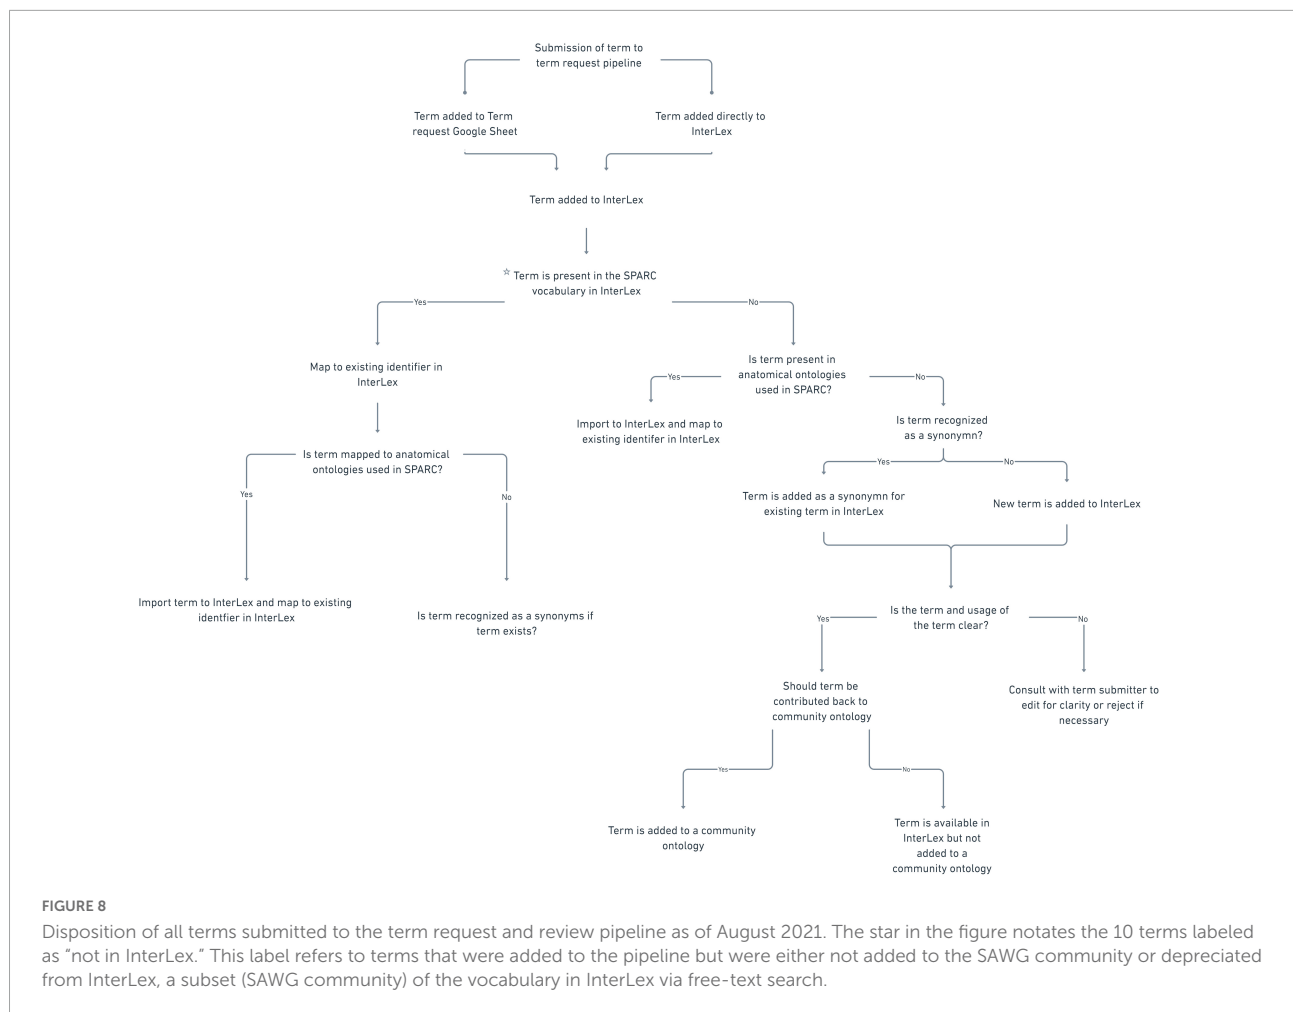 Submission of term to
term request pipeline
Term added to Term
request Google Sheet
Term added directly to
InterLex
Term added to InterLex
☆ Term is present in the SPARC
vocabulary in InterLex
Yes
No
Map to existing identifier in
InterLex
Is term present in
anatomical ontologies
used in SPARC?
Yes
No
Import to InterLex and map to
existing identifer in InterLex
Is term recognized
as a synonymn?
Is term mapped to anatomical
ontologies used in SPARC?
Yes
No
Yes
No
Term is added as a synonymn for
existing term in InterLex
New term is added to InterLex
Import term to InterLex and map to existing
identfier in InterLex
Is term recognized as a synonyms if
term exists?
Is the term and usage of
the term clear?
Yes
No
Should term be
contributed back to
community ontology
Consult with term submitter to
edit for clarity or reject if
necessary
Yes
No
Term is added to a community
ontology
Term is available in
InterLex but not
added to a
community ontology
FIGURE 8
Disposition of all terms submitted to the term request and review pipeline as of August 2021. The star in the figure notates the 10 terms labeled
as “not in InterLex.” This label refers to terms that were added to the pipeline but were either not added to the SAWG community or depreciated
from InterLex, a subset (SAWG community) of the vocabulary in InterLex via free-text search.